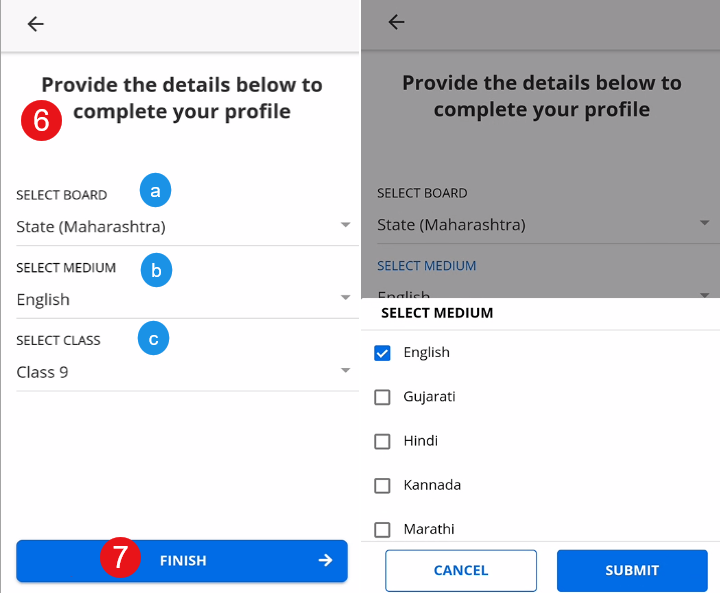 Provide the details below to
complete your profile
6
SELECT BOARD
a
State (Maharashtra)
SELECT MEDIUM
b
English
SELECT CLASS
c
Class 9
7
FINISH
Provide the details below to
complete your profile
SELECT BOARD
State (Maharashtra)
SELECT MEDIUM
English
SELECT MEDIUM
English
Gujarati
Hindi
Kannada
Marathi
CANCEL
SUBMIT